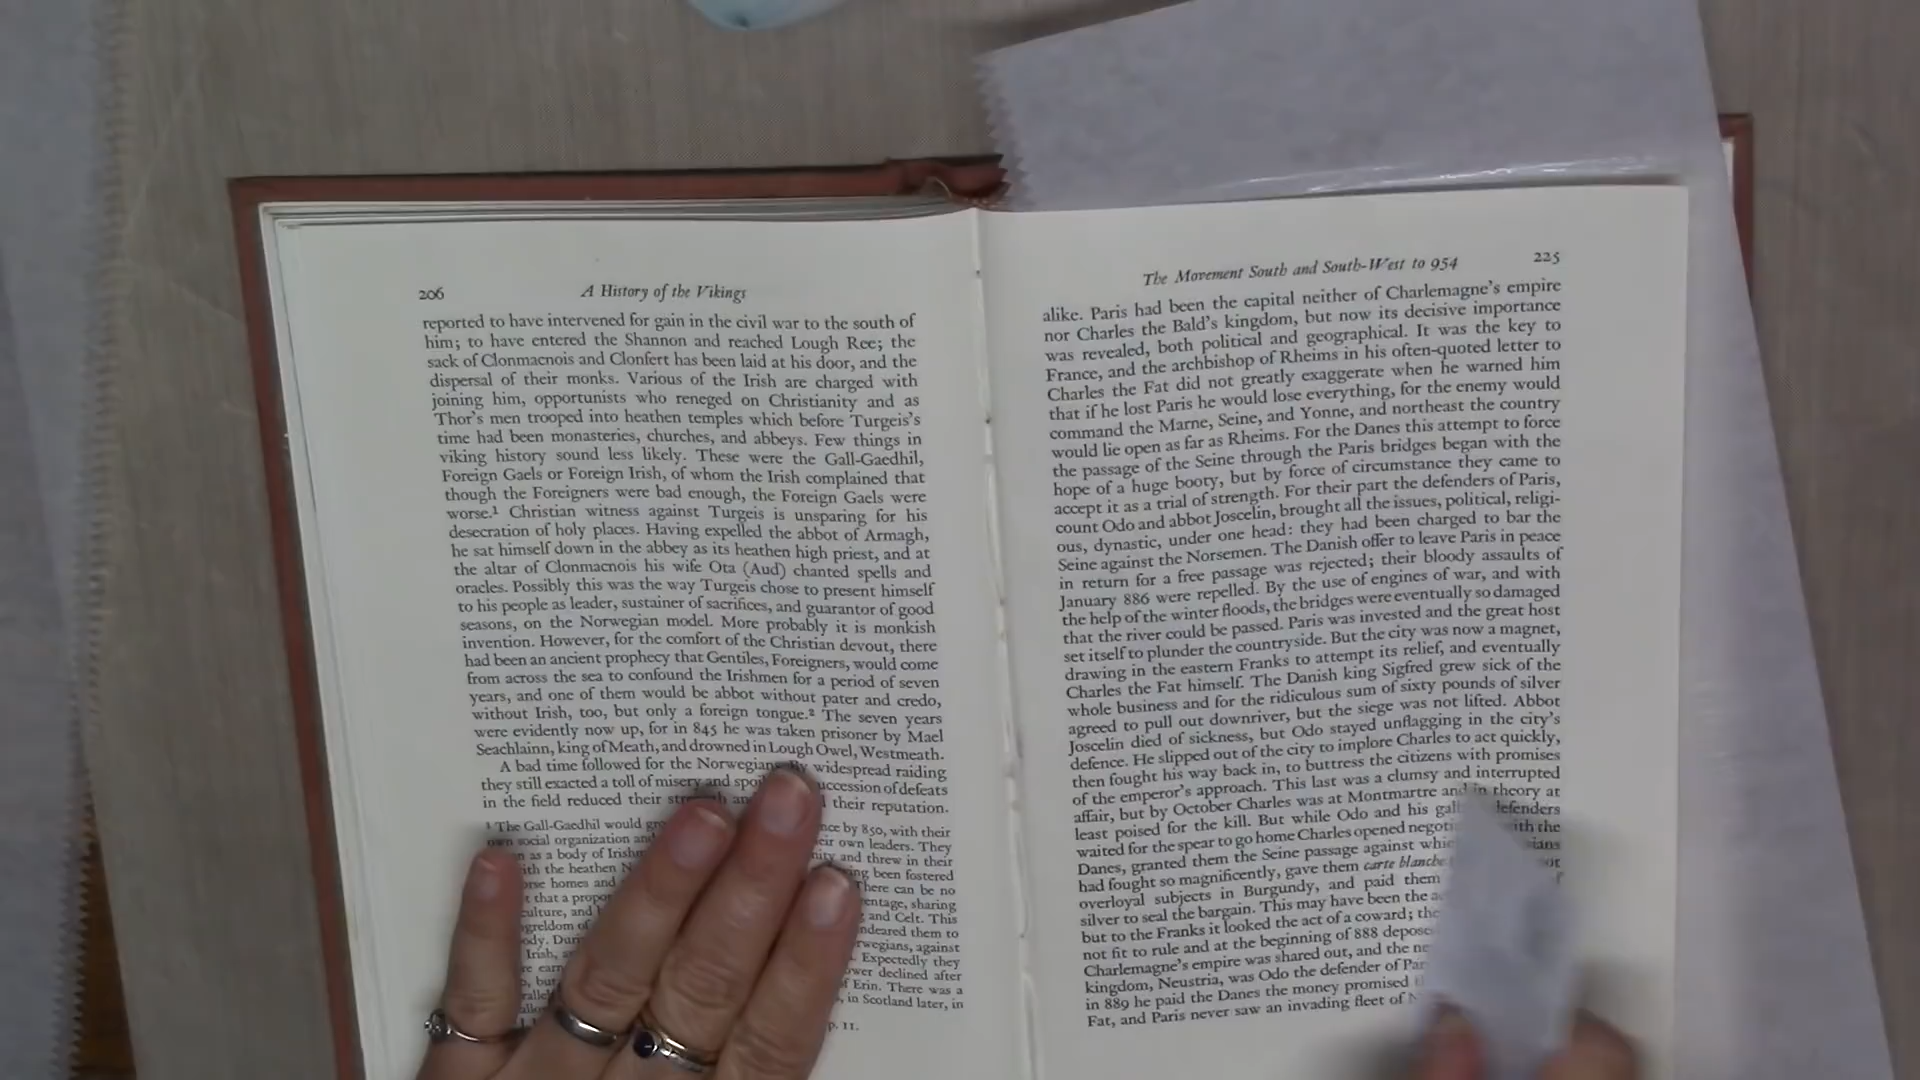 206 A History of the Vikings
reported to have intervened for gain in the civil war to the south of
him; to have entered the Shannon and reached Lough Ree; the
sack of Clonmacnois and Clonfert has been laid at his door, and the
dispersal of their monks. Various of the Irish are charged with
joining him, opportunists who reneged on Christianity and as
Thor's men trooped into heathen temples which before Turgeis's
time had been monasteries, churches, and abbeys. Few things in
viking history sound less likely. These were the Gall-Gaedhil,
Foreign Gaels or Foreign Irish, of whom the Irish complained that
though the Foreigners were bad enough, the Foreign Gaels were
worse.¹ Christian witness against Turgeis is unsparing for his
desecration of holy places. Having expelled the abbot of Armagh,
he sat himself down in the abbey as its heathen high priest, and at
the altar of Clonmacnois his wife Ota (Aud) chanted spells and
oracles. Possibly this was the way Turgeis chose to present himself
to his people as leader, sustainer of sacrifices, and guarantor of good
seasons, on the Norwegian model. More probably it is monkish
invention. However, for the comfort of the Christian devout, there
had been an ancient prophecy that Gentiles, Foreigners, would come
from across the sea to confound the Irishmen for a period of seven
years, and one of them would be abbot without pater and credo,
without Irish, too, but only a foreign tongue.² The seven years
were evidently now up, for in 845 he was taken prisoner by Mael
Seachlainn, king of Meath, and drowned in Lough Owel, Westmeath.
A bad time followed for the Norwegians. By widespread raiding
they still exacted a toll of misery and spoil succession of defeats
in the field reduced their strength an their reputation.
¹ The Gall-Gaedhil would by 850, with their
own social organization and their own leaders. They
as a body of Irishm and threw in their
with the heathen N being fostered
homes and There can be no
that a propor sharing
culture, and and Celt. This
endeared them to
ody. Duri against
Irish, Expectedly they
declined after
but of Erin. There was a
in Scotland later, in
p. 11.
The Movement South and South-West to 954 225
alike. Paris had been the capital neither of Charlemagne's empire
nor Charles the Bald's kingdom, but now its decisive importance
was revealed, both political and geographical. It was the key to
France, and the archbishop of Rheims in his often-quoted letter to
Charles the Fat did not greatly exaggerate when he warned him
that if he lost Paris he would lose everything, for the enemy would
command the Marne, Seine, and Yonne, and northeast the country
would lie open as far as Rheims. For the Danes this attempt to force
the passage of the Seine through the Paris bridges began with the
hope of a huge booty, but by force of circumstance they came to
accept it as a trial of strength. For their part the defenders of Paris,
count Odo and abbot Joscelin, brought all the issues, political, religi-
ous, dynastic, under one head: they had been charged to bar the
Seine against the Norsemen. The Danish offer to leave Paris in peace
in return for a free passage was rejected; their bloody assaults of
January 886 were repelled. By the use of engines of war, and with
the help of the winter floods, the bridges were eventually so damaged
that the river could be passed. Paris was invested and the great host
set itself to plunder the countryside. But the city was now a magnet,
drawing in the eastern Franks to attempt its relief, and eventually
Charles the Fat himself. The Danish king Sigfred grew sick of the
whole business and for the ridiculous sum of sixty pounds of silver
agreed to pull out downriver, but the siege was not lifted. Abbot
Joscelin died of sickness, but Odo stayed unflagging in the city's
defence. He slipped out of the city to implore Charles to act quickly,
then fought his way back in, to buttress the citizens with promises
of the emperor's approach. This last was a clumsy and interrupted
affair, but by October Charles was at Montmartre and in theory at
least poised for the kill. But while Odo and his gall defenders
waited for the spear to go home Charles opened negoti with the
Danes, granted them the Seine passage against
had fought so magnificently, gave them carte blanche
overloyal subjects in Burgundy, and paid them
silver to seal the bargain. This may have been the
but to the Franks it looked the act of a coward; the
not fit to rule and at the beginning of 888 depose
Charlemagne's empire was shared out, and the ne
kingdom, Neustria, was Odo the defender of Par
in 889 he paid the Danes the money promised
Fat, and Paris never saw an invading fleet of